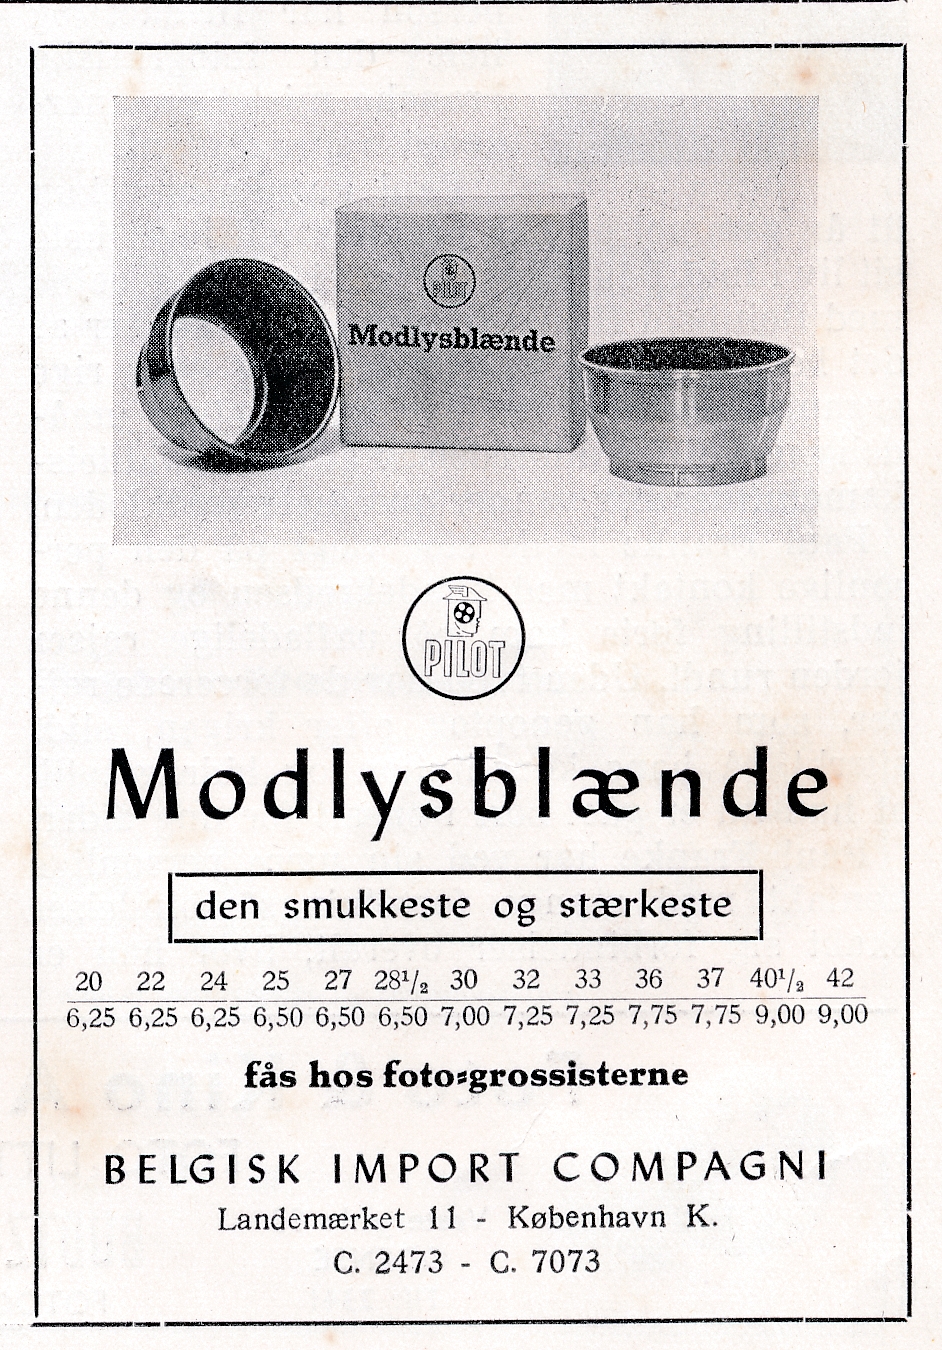 PILOT
Modlysblænde
PILOT
Modlysblænde
den smukkeste og stærkeste
20 22 24 25 27 28¹/₂ 30 32 33 36 37 40¹/₂ 42
6,25 6,25 6,25 6,50 6,50 6,50 7,00 7,25 7,25 7,75 7,75 9,00 9,00
fås hos foto-grossisterne
BELGISK IMPORT COMPAGNI
Landemærket 11 - København K.
C. 2473 - C. 7073